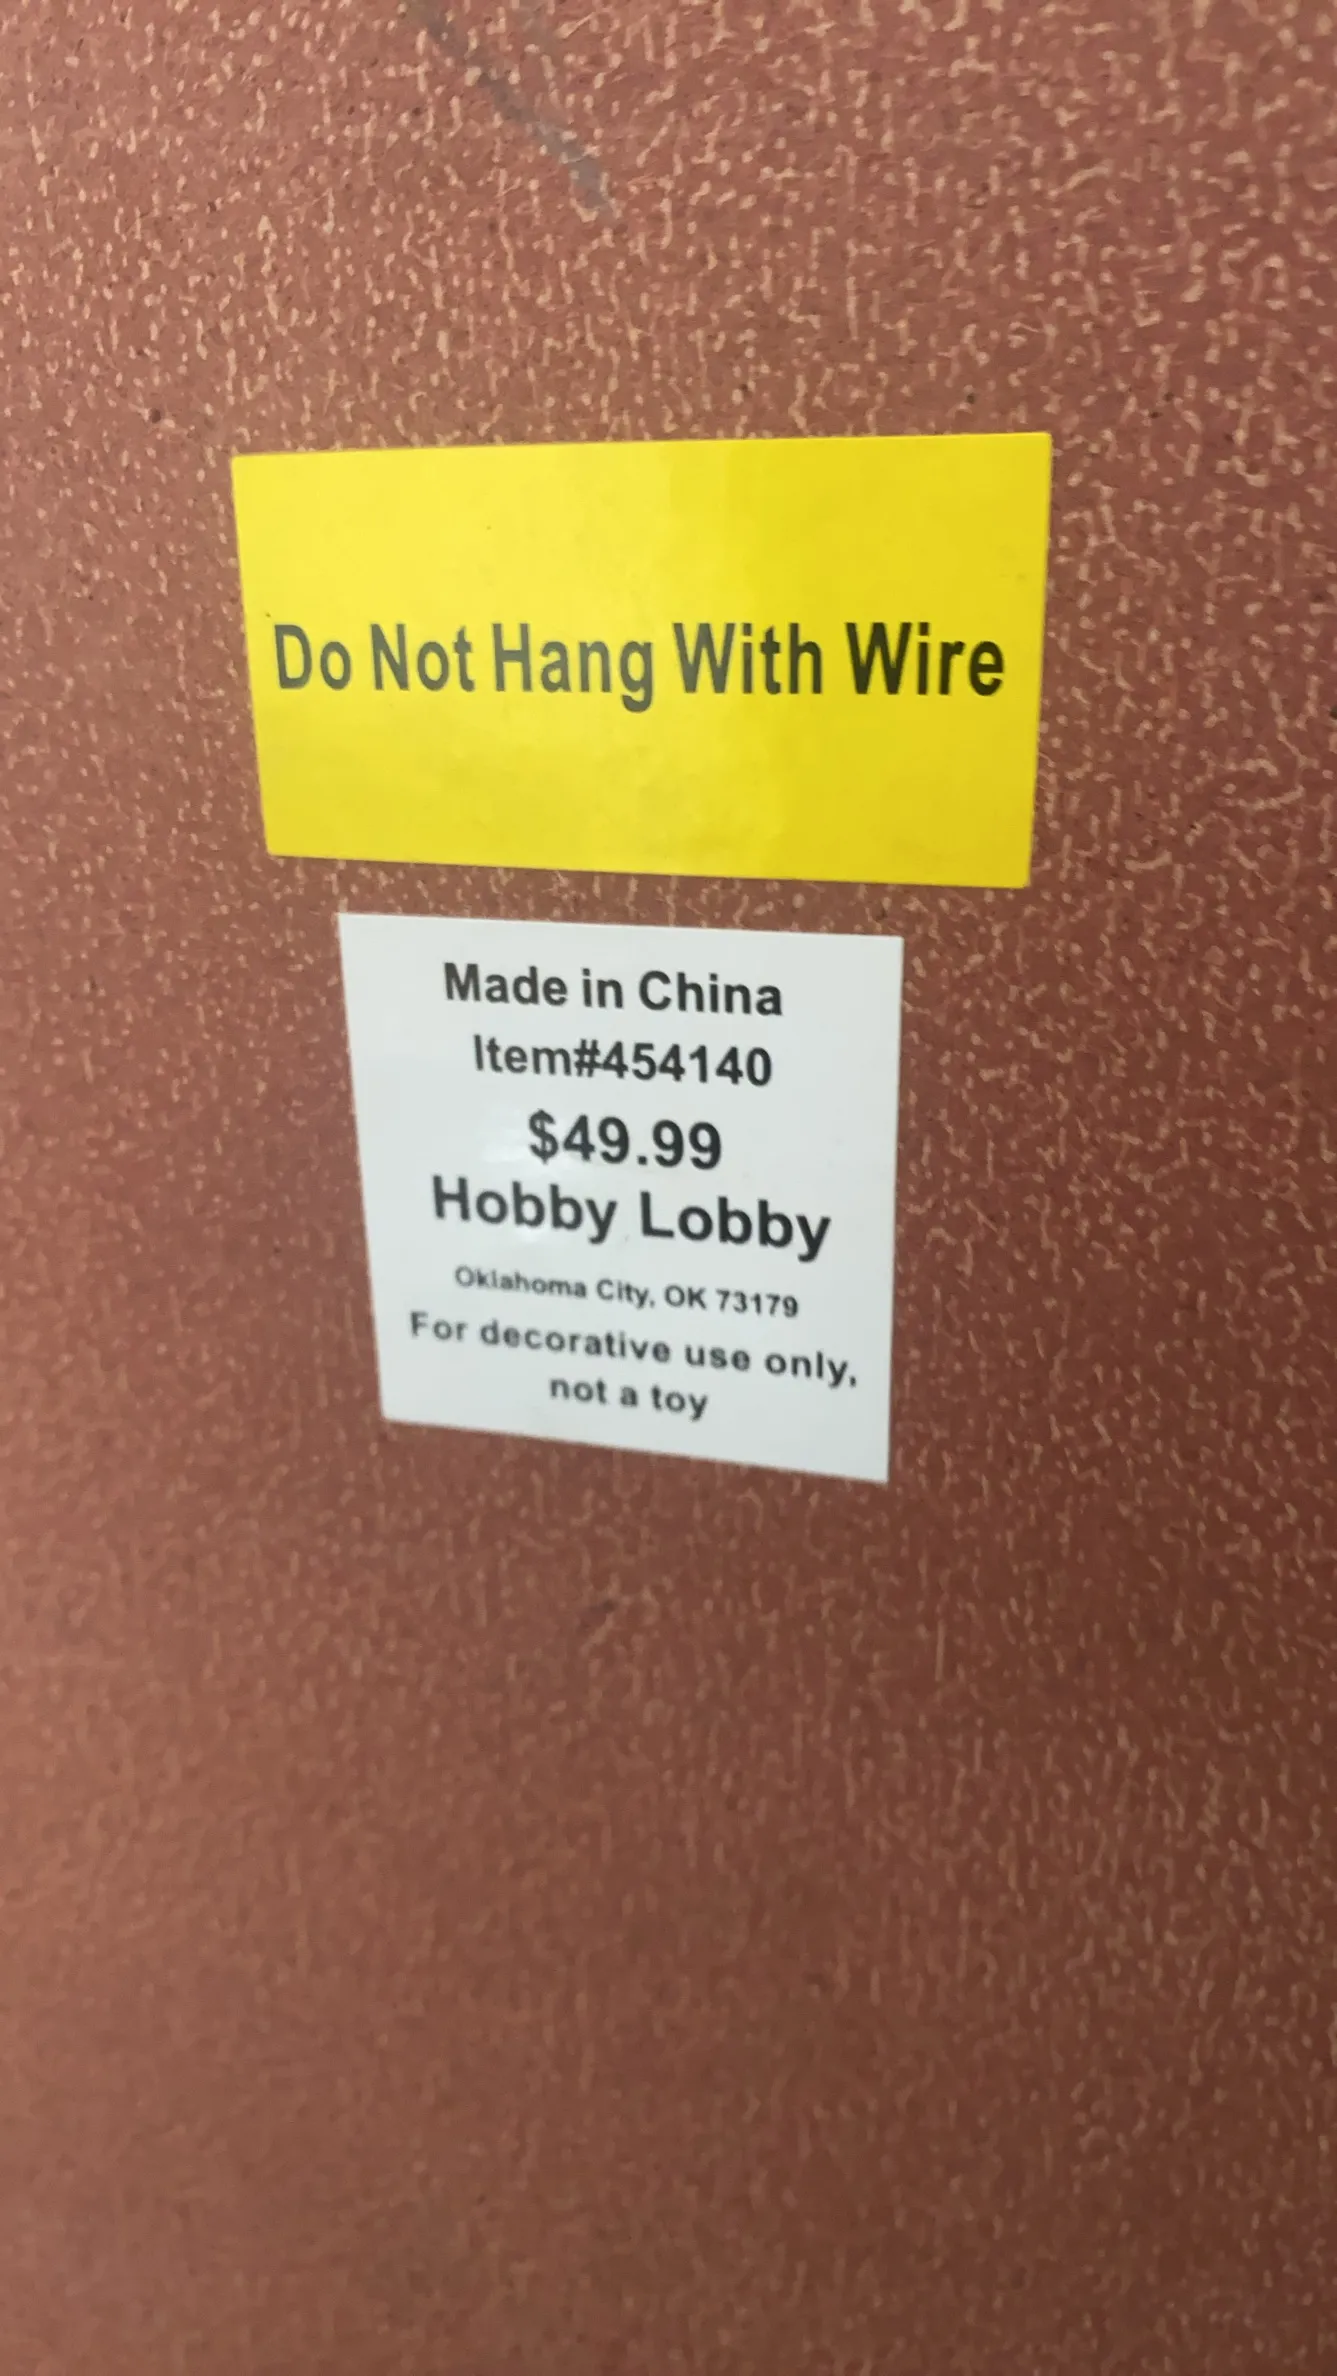 Do Not Hang With Wire
Made in China
Item#454140
$49.99
Hobby Lobby
Oklahoma City, OK 73179
For decorative use only,
not a toy